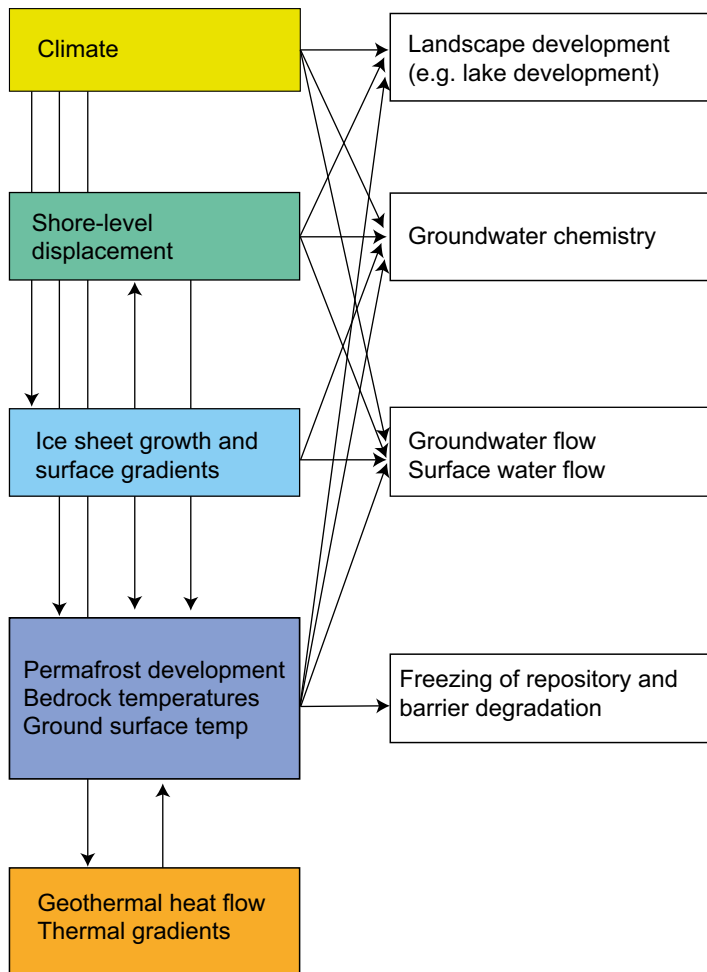 Climate
Landscape development
(e.g. lake development)
Shore-level
displacement
Groundwater chemistry
Ice sheet growth and
surface gradients
Groundwater flow
Surface water flow
Permafrost development
Bedrock temperatures
Ground surface temp
Freezing of repository and
barrier degradation
Geothermal heat flow
Thermal gradients